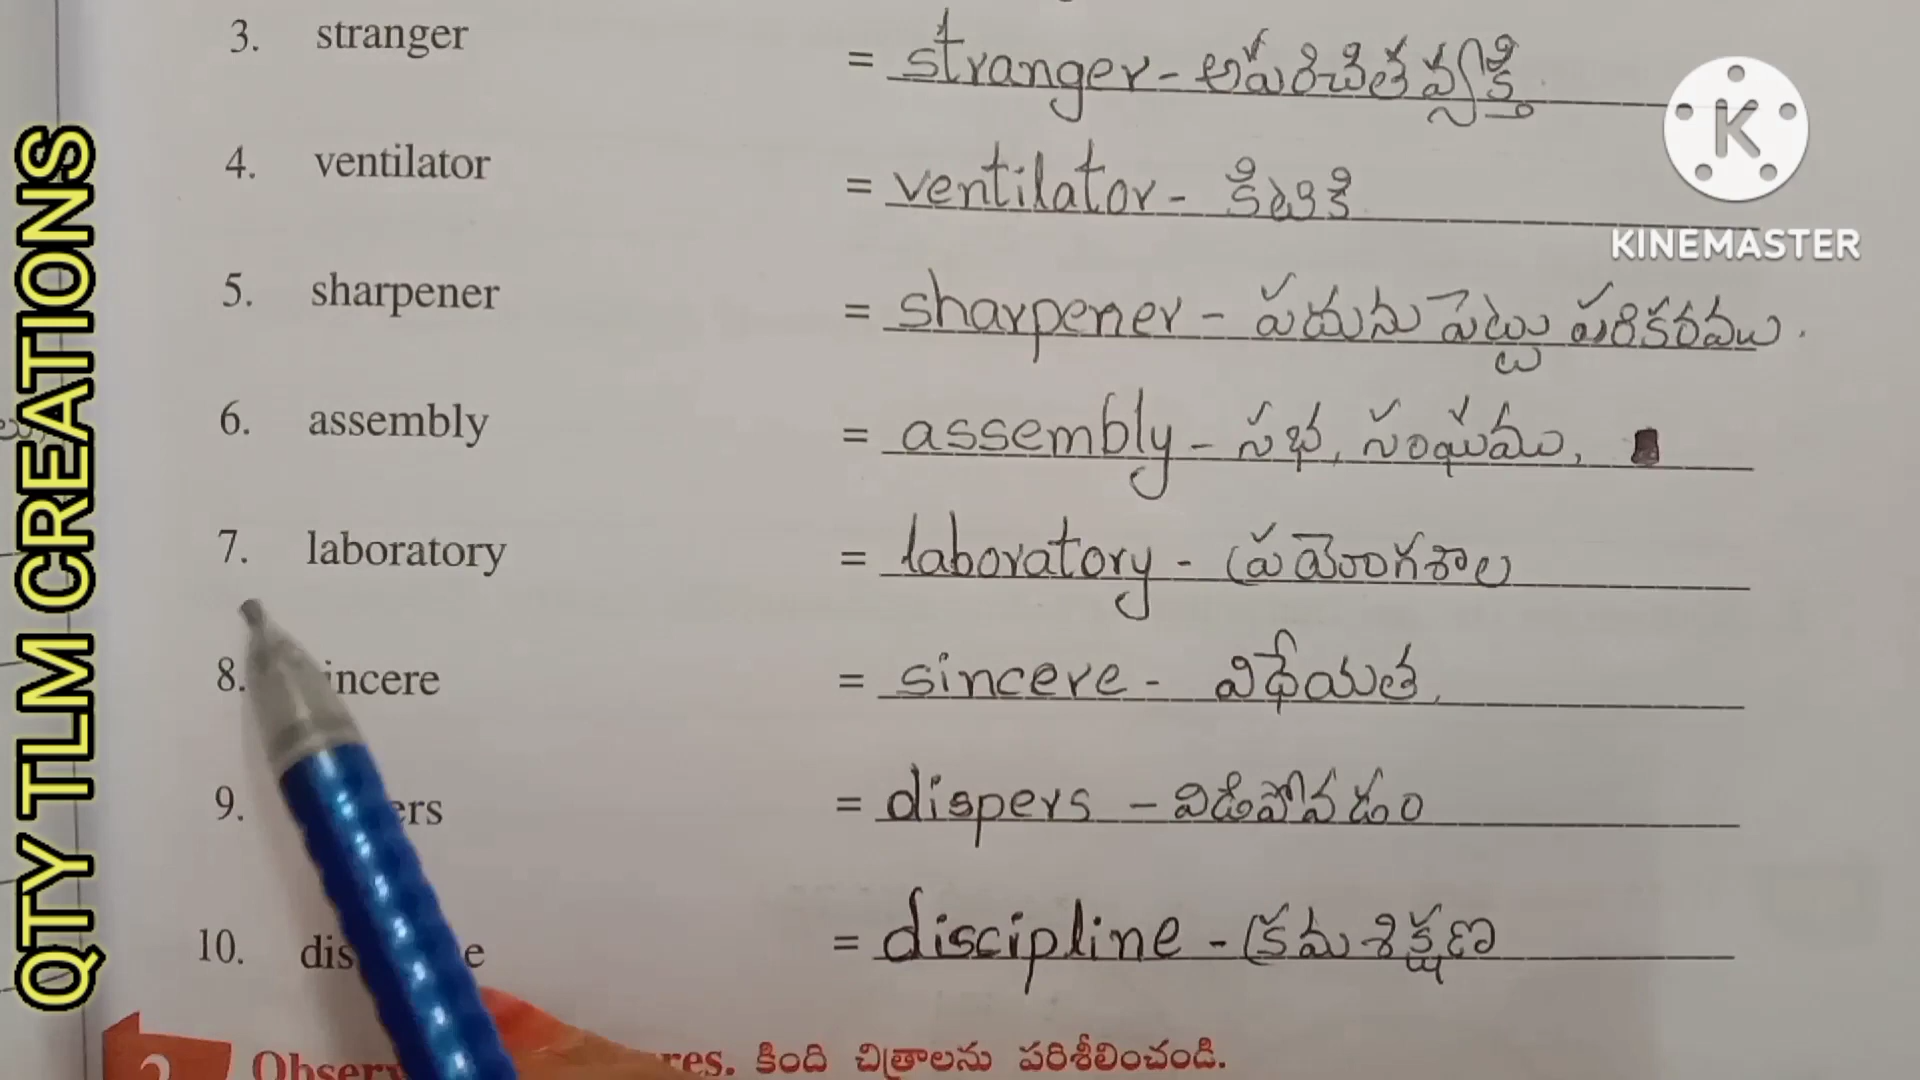 3. stranger = stranger - అపరిచిత వ్యక్తి
4. ventilator = ventilator - కిటికి
5. sharpener = sharpener - పదును పెట్టు పరికరము.
6. assembly = assembly - సభ, సంఘము,
7. laboratory = laboratory - ప్రయోగశాల
8. incere = sincere - విధేయత,
9. ers = dispers - విడిపోవడం
10. dis e = discipline - క్రమశిక్షణ
2 Obser res. కింది చిత్రాలను పరిశీలించండి.
QTY TLM CREATIONS
K
KINEMASTER